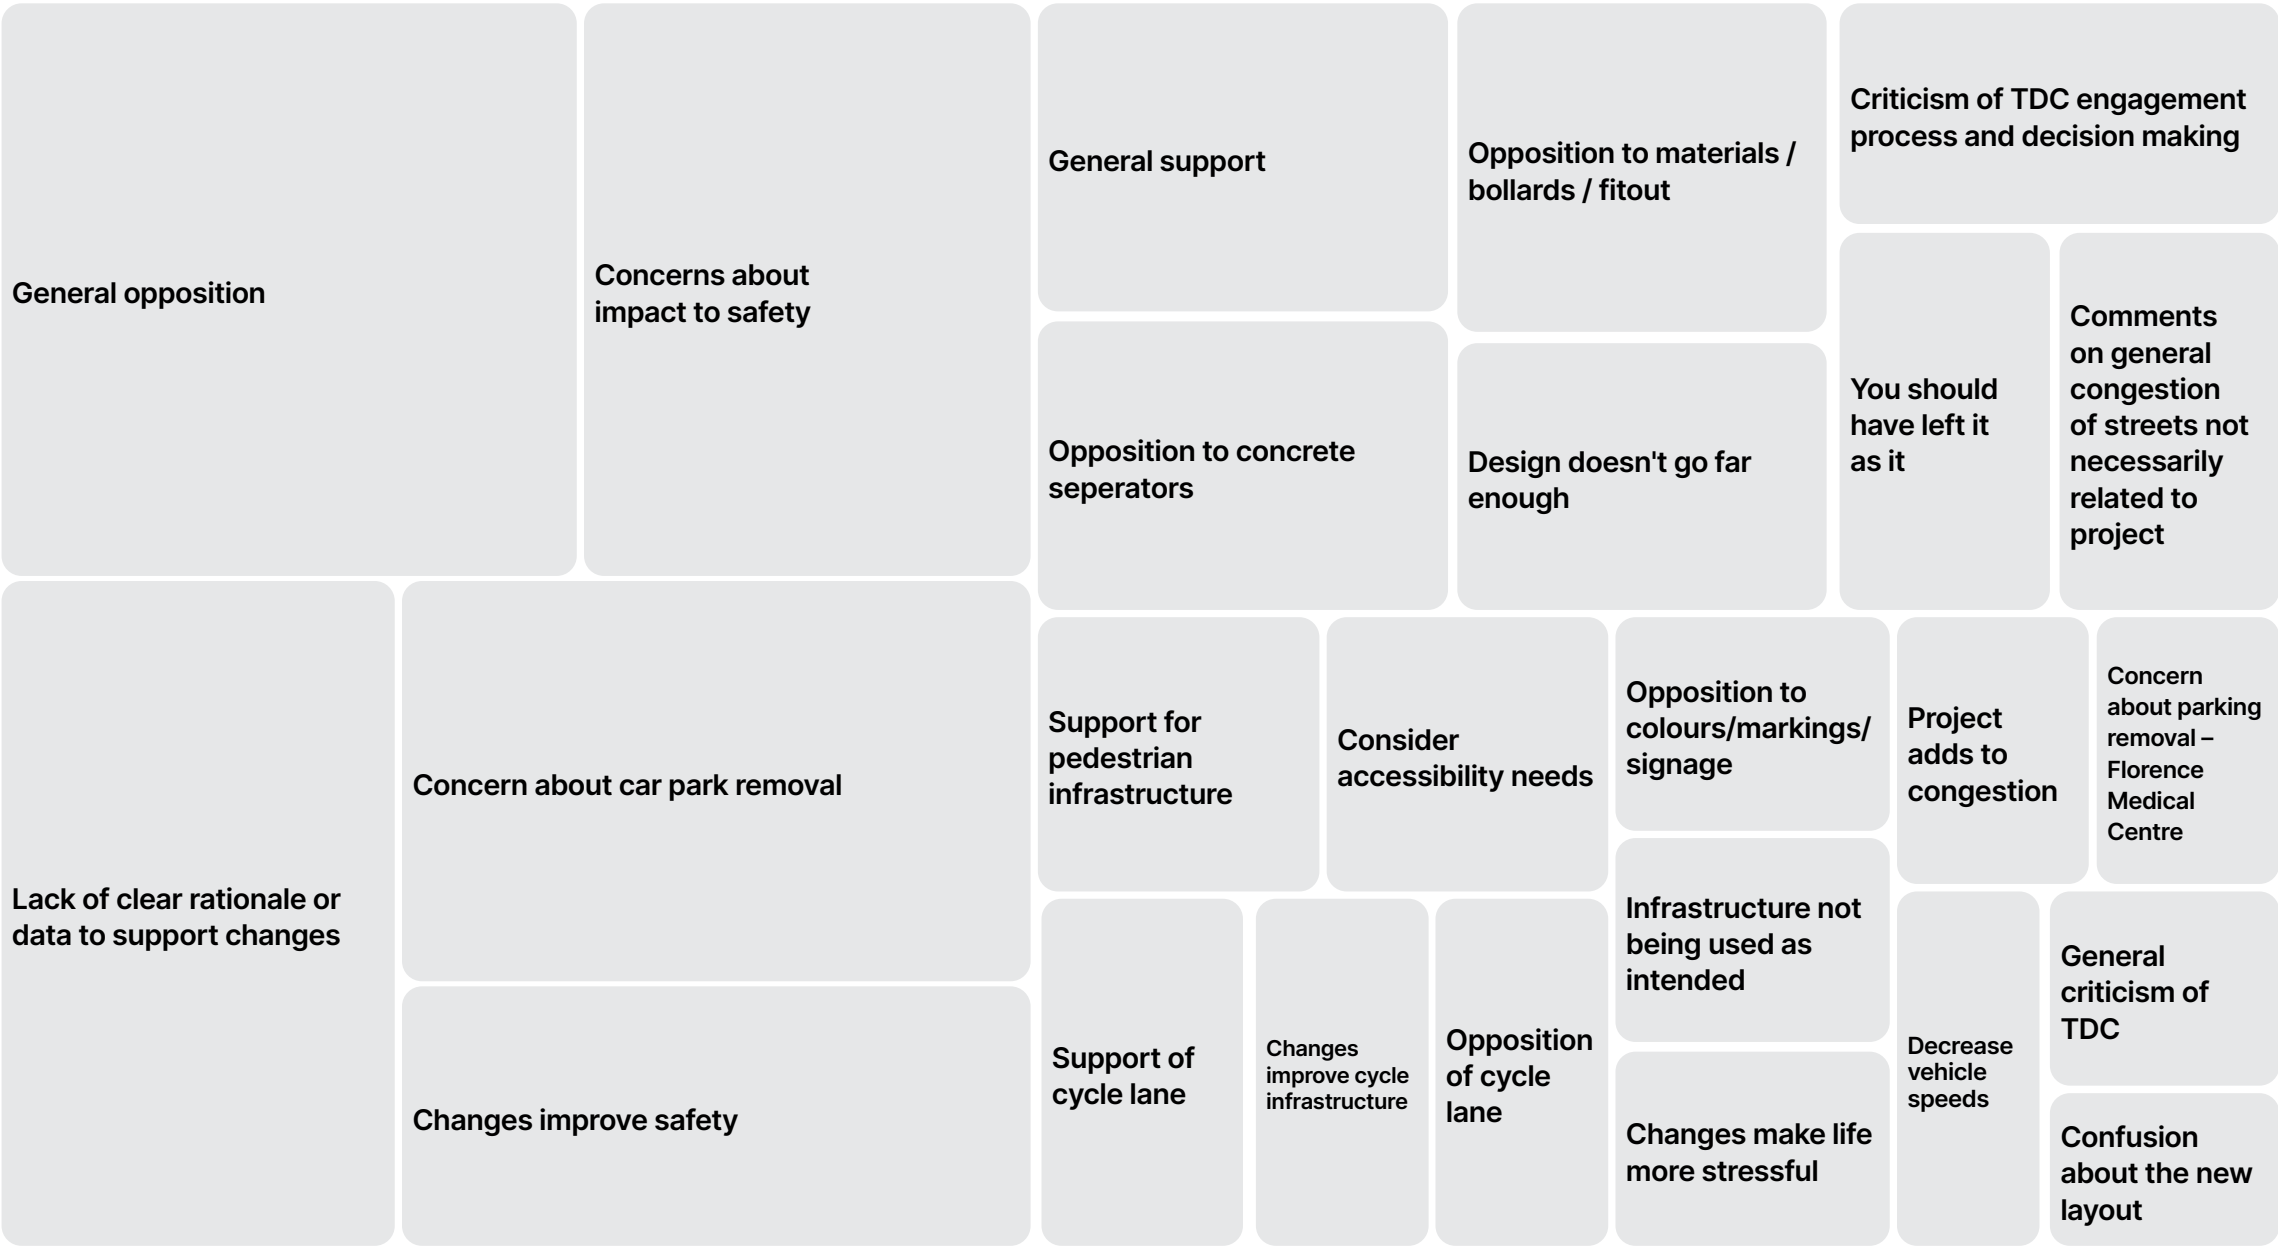 General opposition
Concerns about
impact to safety
General support
Opposition to materials /
bollards / fitout
Criticism of TDC engagement
process and decision making
Opposition to concrete
seperators
Design doesn't go far
enough
You should
have left it
as it
Comments
on general
congestion
of streets not
necessarily
related to
project
Lack of clear rationale or
data to support changes
Concern about car park removal
Changes improve safety
Support for
pedestrian
infrastructure
Consider
accessibility needs
Opposition to
colours/markings/
signage
Project
adds to
congestion
Concern
about parking
removal –
Florence
Medical
Centre
Support of
cycle lane
Changes
improve cycle
infrastructure
Opposition
of cycle
lane
Infrastructure not
being used as
intended
Changes make life
more stressful
Decrease
vehicle
speeds
General
criticism of
TDC
Confusion
about the new
layout